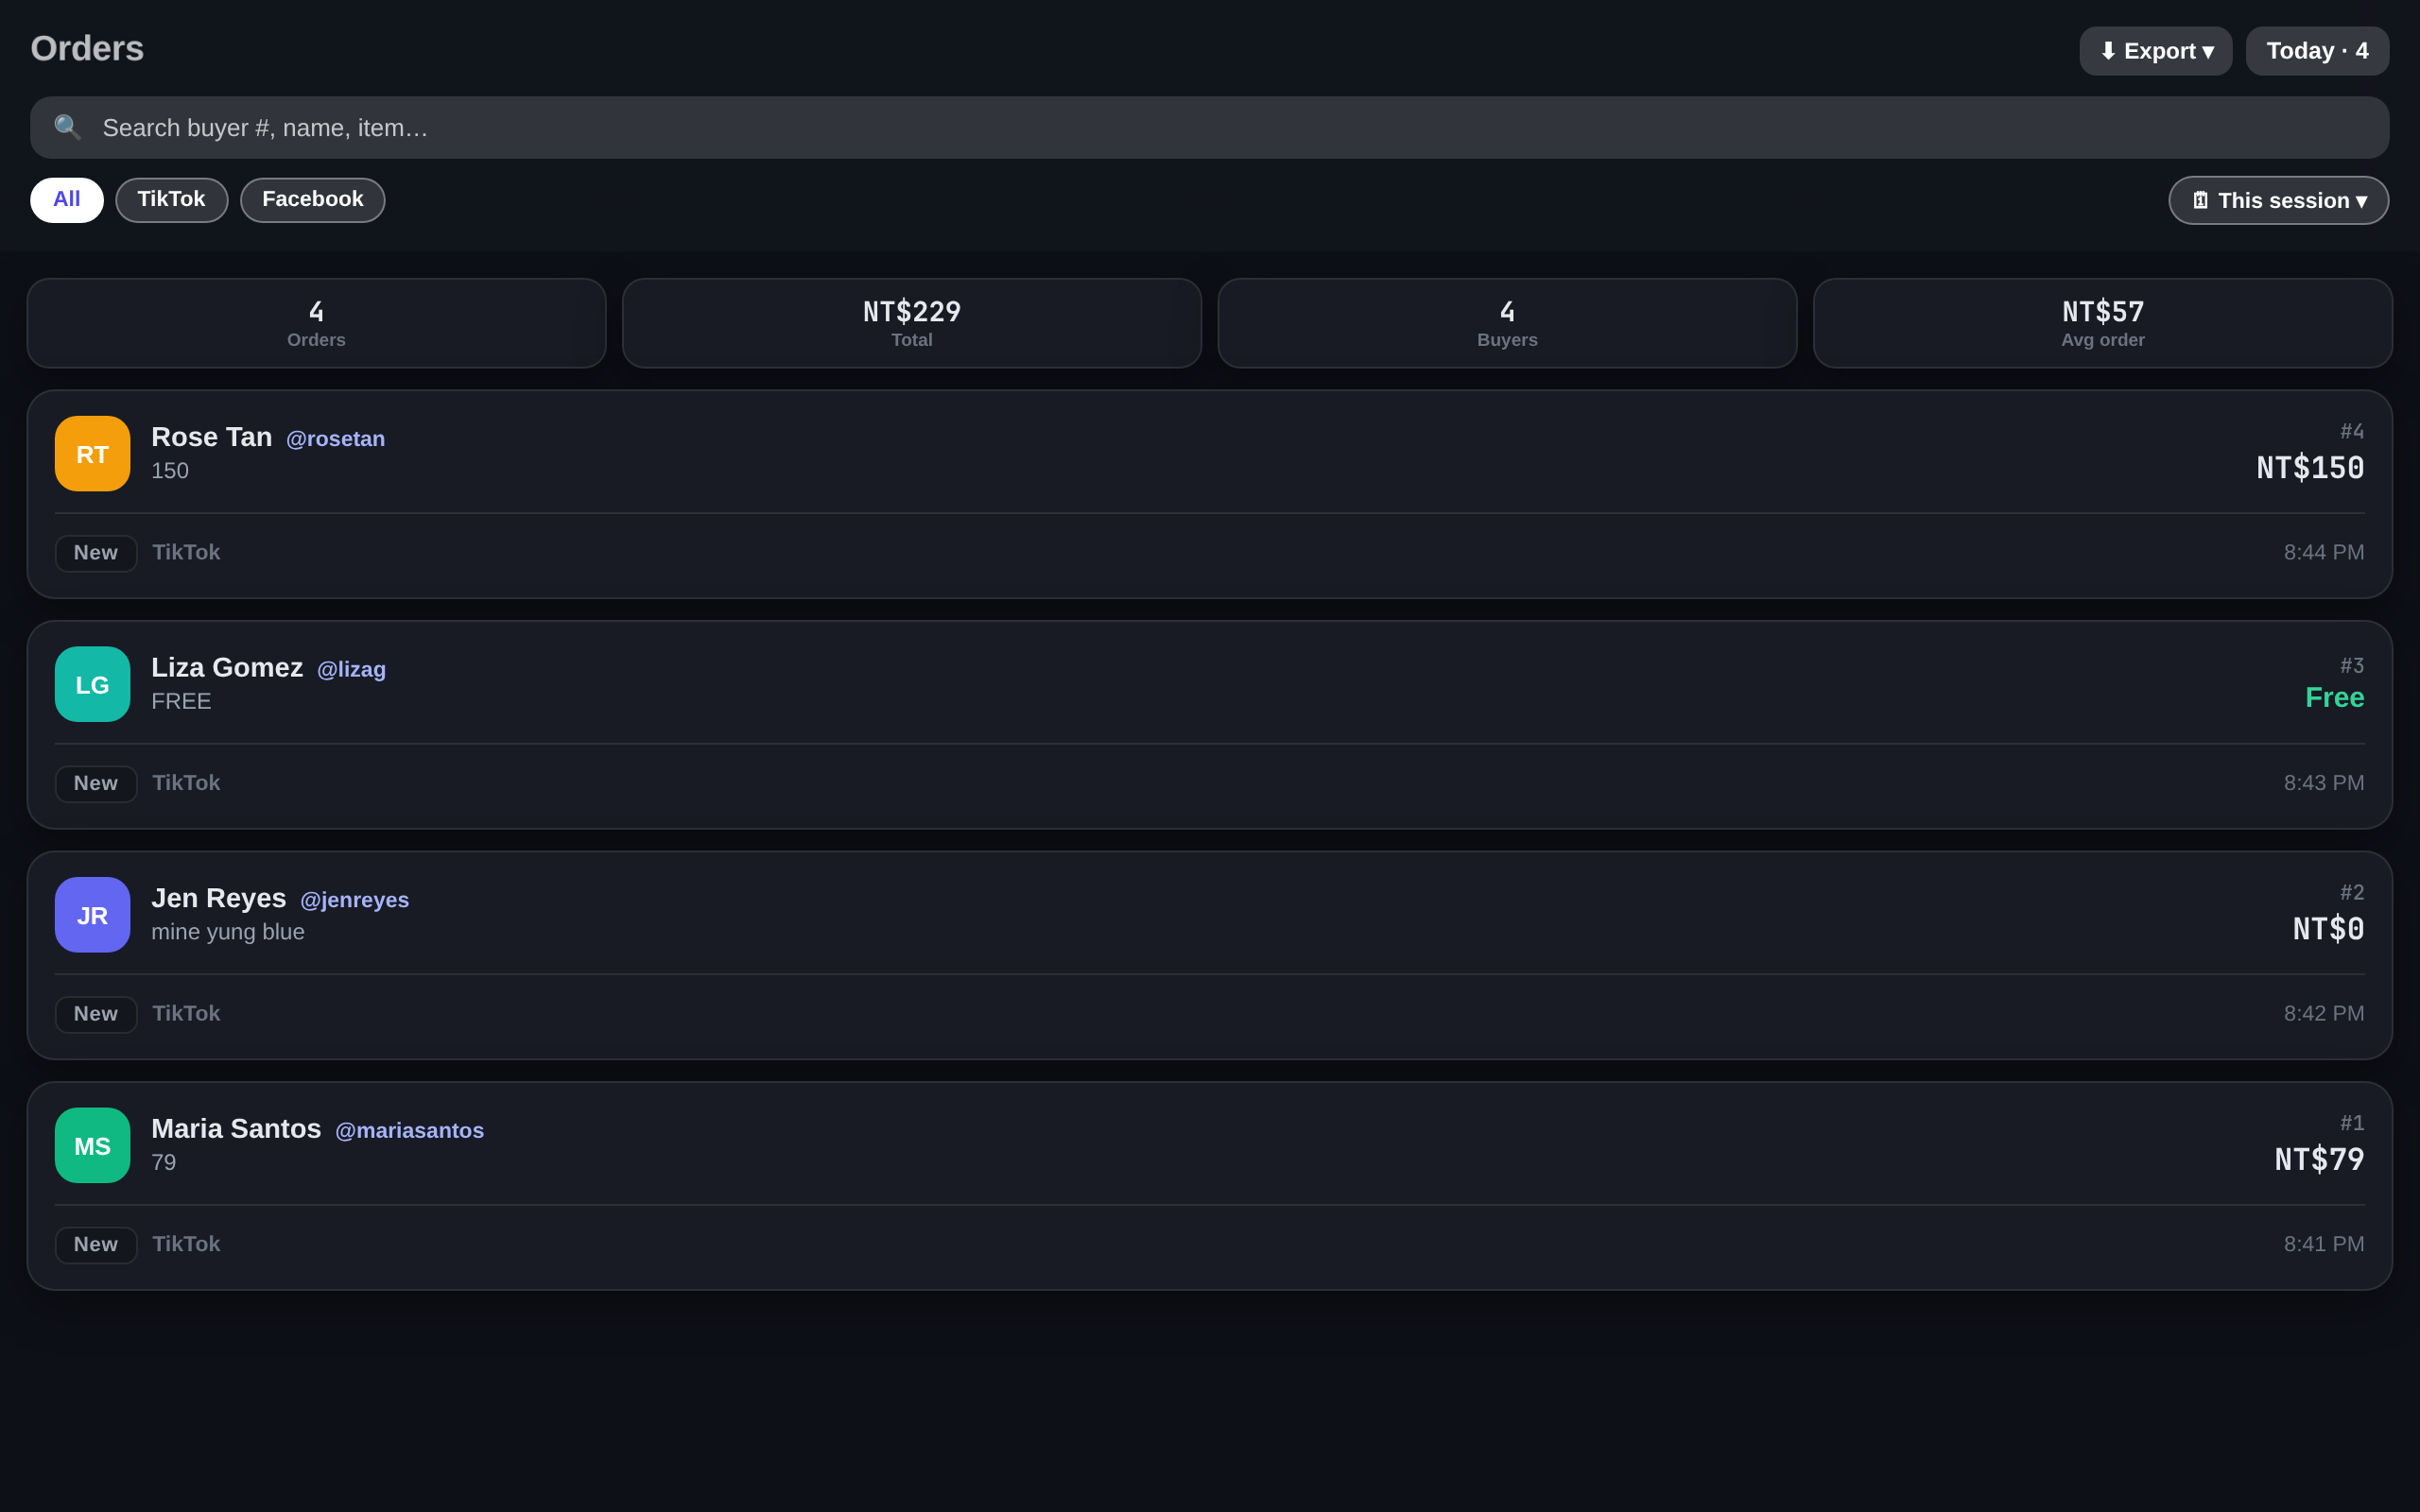 Orders
⬇ Export ▾
Today · 4
🔍 Search buyer #, name, item…
All
TikTok
Facebook
🗓 This session ▾
4
Orders
NT$229
Total
4
Buyers
NT$57
Avg order
RT
Rose Tan @rosetan
150
#4
NT$150
New TikTok
8:44 PM
LG
Liza Gomez @lizag
FREE
#3
Free
New TikTok
8:43 PM
JR
Jen Reyes @jenreyes
mine yung blue
#2
NT$0
New TikTok
8:42 PM
MS
Maria Santos @mariasantos
79
#1
NT$79
New TikTok
8:41 PM